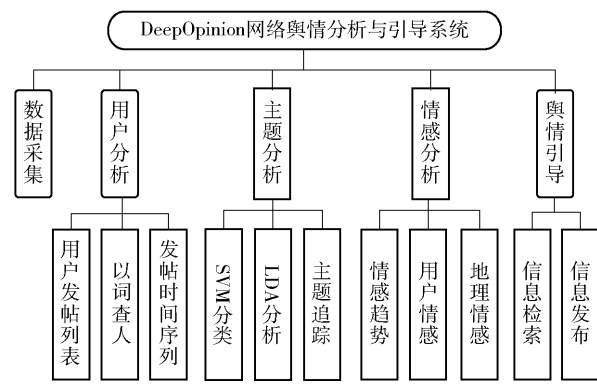 DeepOpinion网络舆情分析与引导系统
数据采集
用户分析
主题分析
情感分析
舆情引导
用户发帖列表
以词查人
发帖时间序列
SVM分类
LDA分析
主题追踪
情感趋势
用户情感
地理情感
信息检索
信息发布